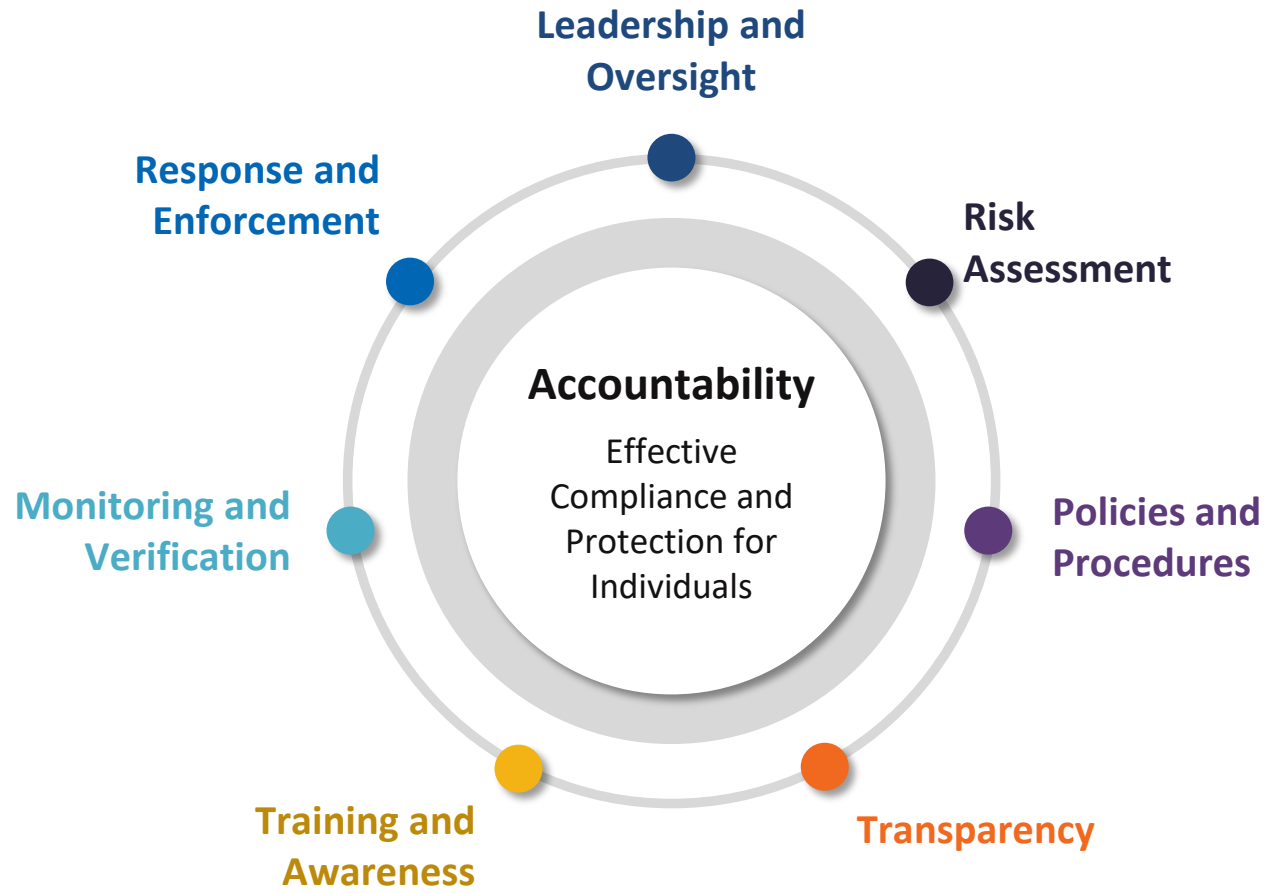 Leadership and
Oversight
Risk
Assessment
Policies and
Procedures
Transparency
Training and
Awareness
Monitoring and
Verification
Response and
Enforcement
Accountability
Effective
Compliance and
Protection for
Individuals